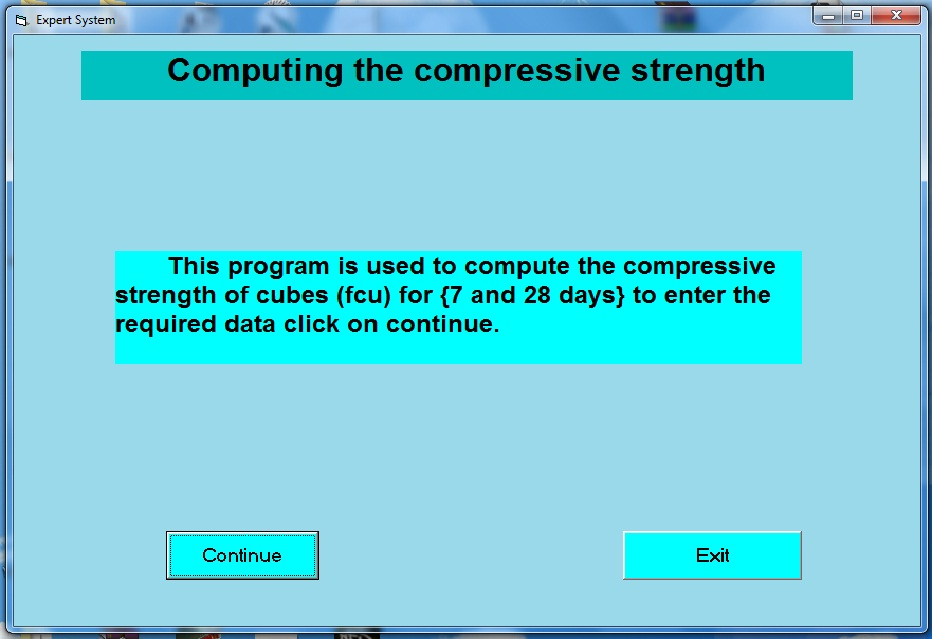 Expert System
Computing the compressive strength
This program is used to compute the compressive
strength of cubes (fcu) for {7 and 28 days} to enter the
required data click on continue.
Continue
Exit